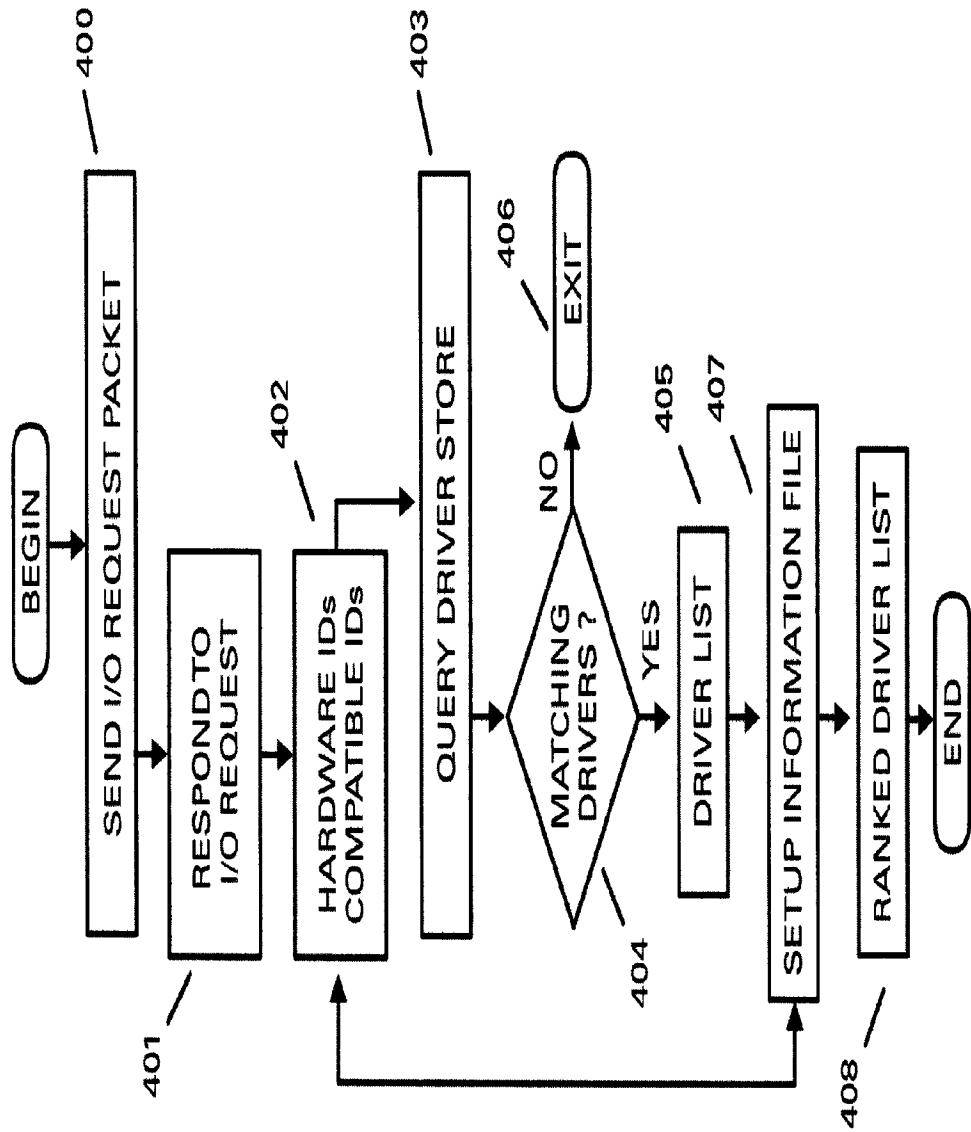 BEGIN
400
SEND I/O REQUEST PACKET
401
RESPOND TO
I/O REQUEST
402
HARDWARE IDs
COMPATIBLE IDs
403
QUERY DRIVER STORE
404
MATCHING
DRIVERS ?
NO
406
EXIT
YES
405
DRIVER LIST
407
SETUP INFORMATION FILE
408
RANKED DRIVER LIST
END